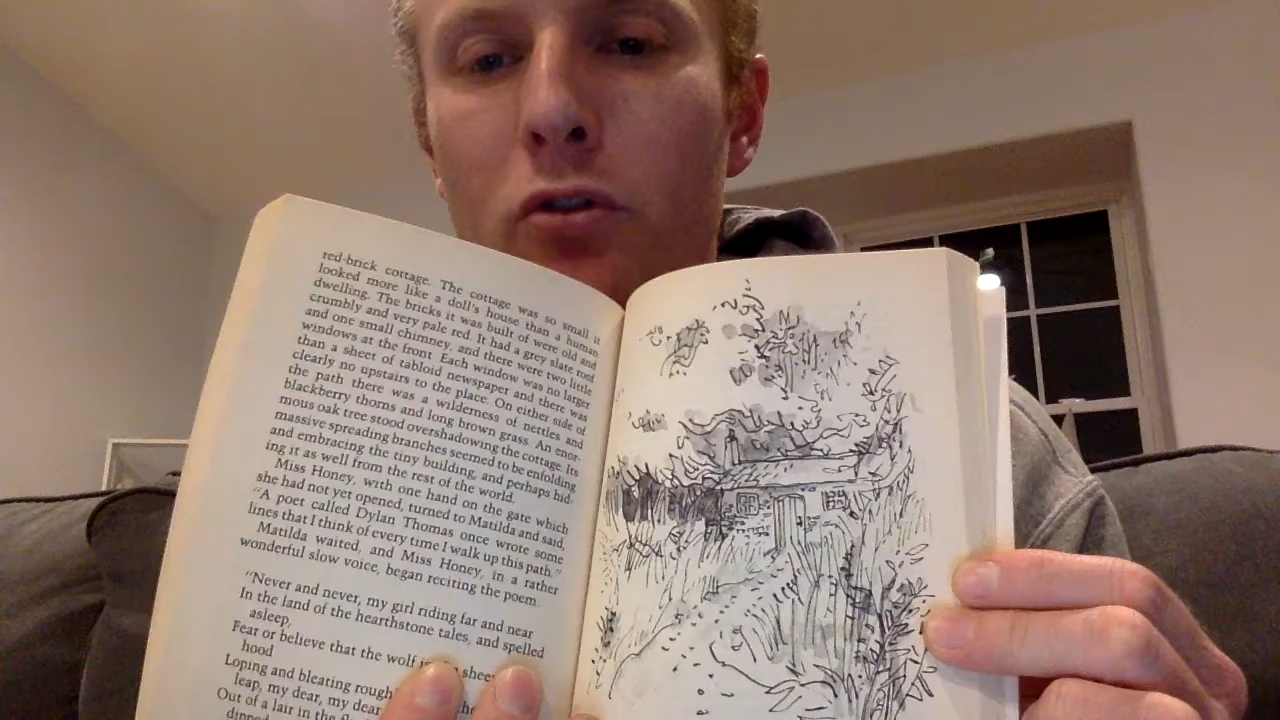 red-brick cottage. The cottage was so small it
looked more like a doll's house than a human
dwelling. The bricks it was built of were old and
crumbly and very pale red. It had a grey slate roof
and one small chimney, and there were two little
windows at the front. Each window was no larger
than a sheet of tabloid newspaper and there was
clearly no upstairs to the place. On either side of
the path there was a wilderness of nettles and
blackberry thorns and long brown grass. An enor-
mous oak tree stood overshadowing the cottage. Its
massive spreading branches seemed to be enfolding
and embracing the tiny building, and perhaps hid-
ing it as well from the rest of the world.
Miss Honey, with one hand on the gate which
she had not yet opened, turned to Matilda and said,
"A poet called Dylan Thomas once wrote some
lines that I think of every time I walk up this path."
Matilda waited, and Miss Honey, in a rather
wonderful slow voice, began reciting the poem.
"Never and never, my girl riding far and near
In the land of the hearthstone tales, and spelled
asleep,
Fear or believe that the wolf in
hood
Loping and bleating rough
leap, my dear, my dear
Out of a lair in the
dipped